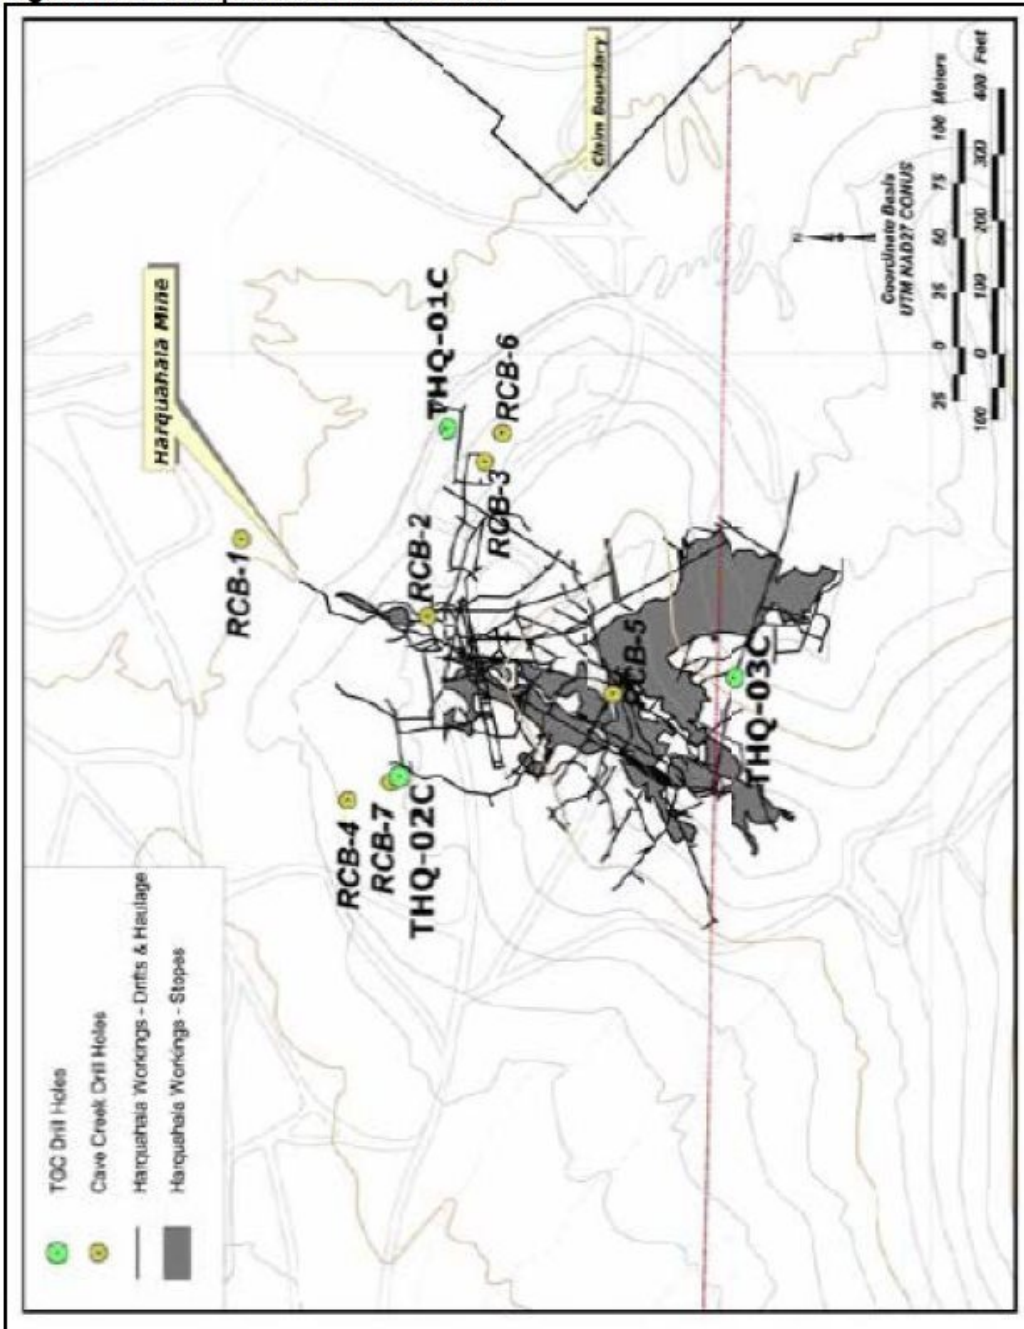 TGC Drill Holes
Cave Creek Drill Holes
Harquahala Workings - Drifts & Haulage
Harquahala Workings - Stopes
RCB-4
RCB-7
THQ-02C
RCB-1
Harquahala Mine
RCB-2
THQ-01C
RCB-3
RCB-6
CB-5
THQ-03C
Claim Boundary
N
Coordinate Basis
UTM NAD27 CONUS
25 0 25 50 75 100 Meters
100 0 100 200 300 400 Feet